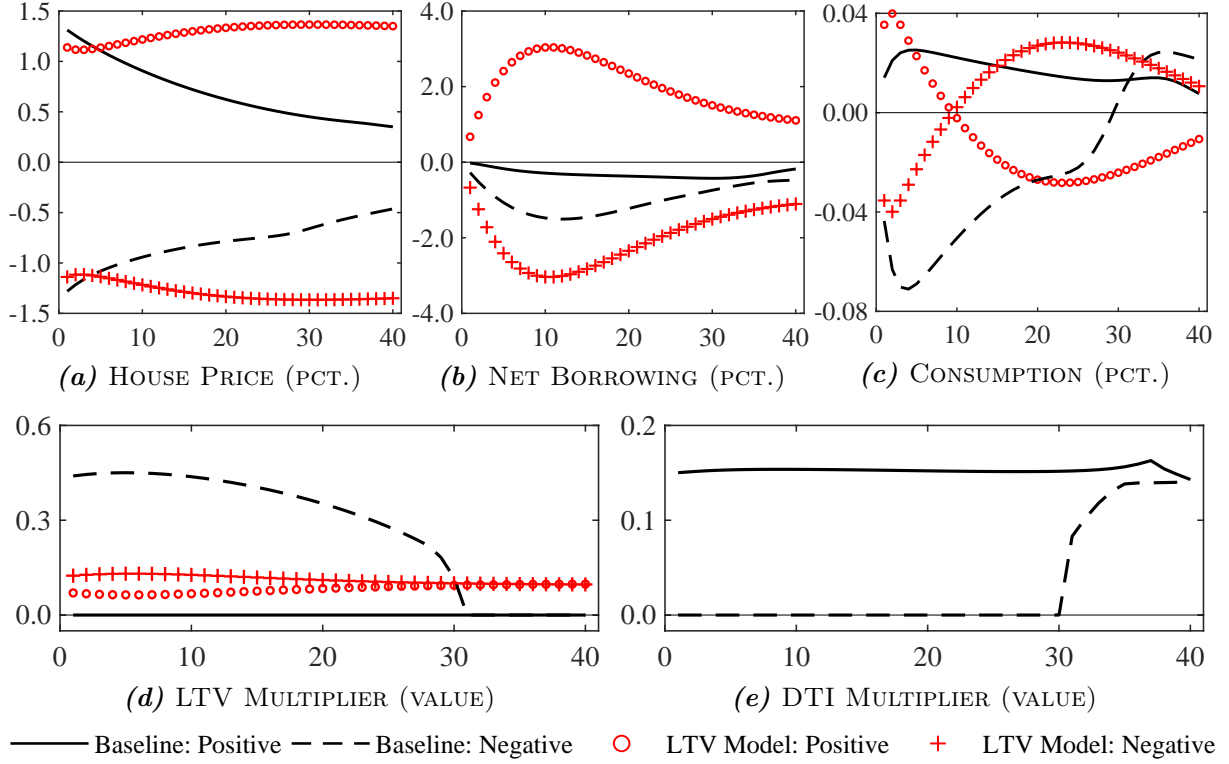 1.5
1.0
0.5
0.0
-0.5
-1.0
-1.5
0 10 20 30 40
(a) HOUSE PRICE (PCT.)
4.0
2.0
0.0
-2.0
-4.0
0 10 20 30 40
(b) NET BORROWING (PCT.)
0.04
0.00
-0.04
-0.08
0 10 20 30 40
(c) CONSUMPTION (PCT.)
0.6
0.3
0.0
0 10 20 30 40
(d) LTV MULTIPLIER (VALUE)
0.2
0.1
0.0
0 10 20 30 40
(e) DTI MULTIPLIER (VALUE)
Baseline: Positive Baseline: Negative LTV Model: Positive LTV Model: Negative